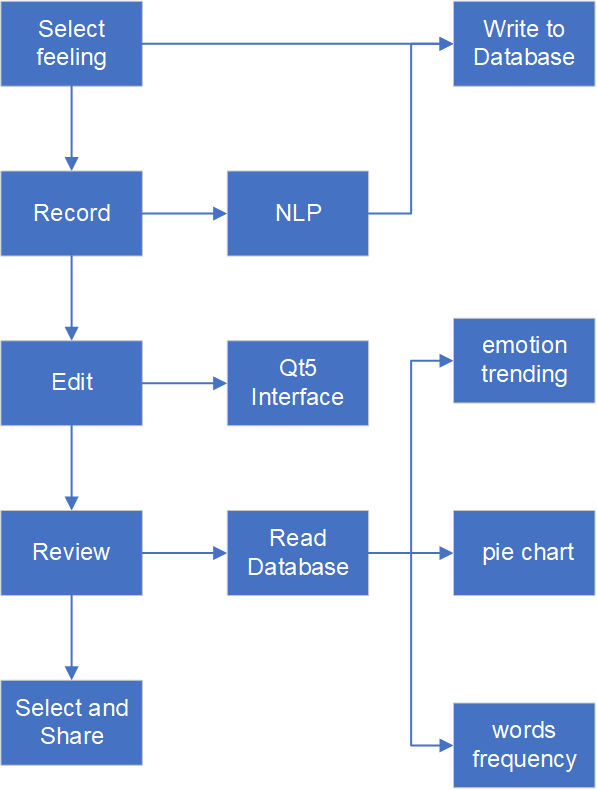 Select
feeling
Write to
Database
Record
NLP
Edit
Qt5
Interface
emotion
trending
Review
Read
Database
pie chart
Select and
Share
words
frequency